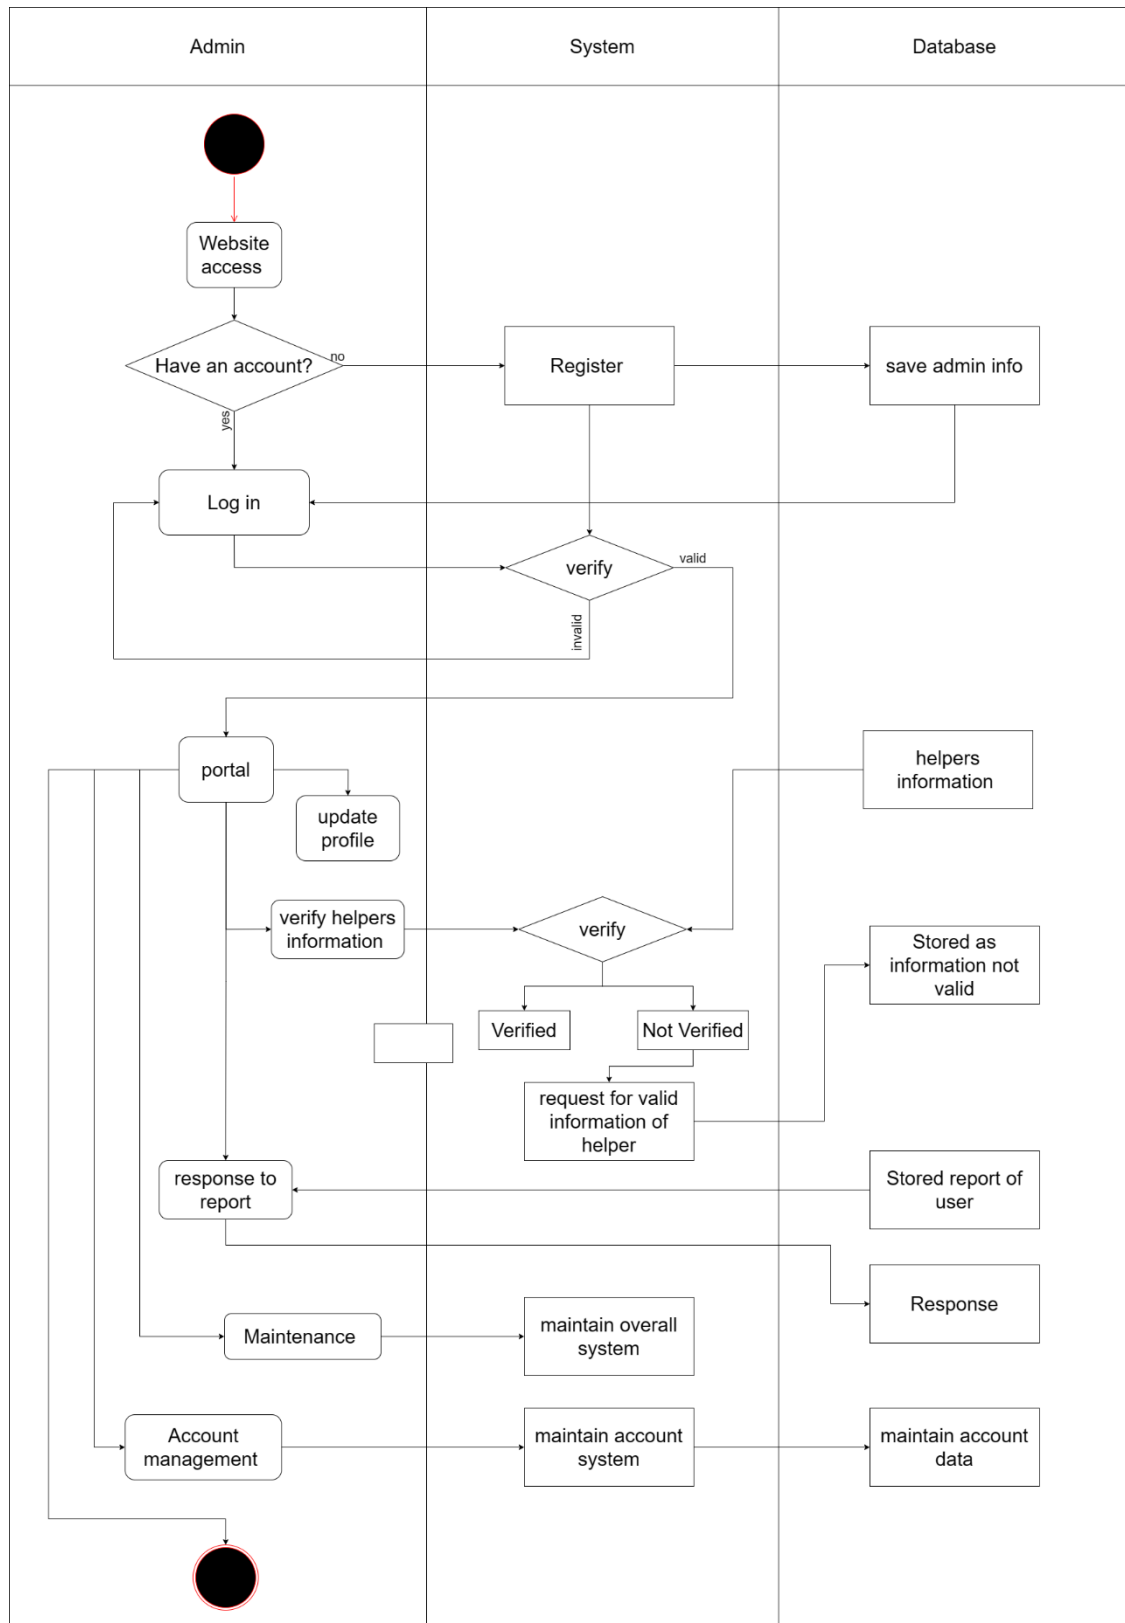 Admin
System
Database
Website
access
Have an account?
no
Register
save admin info
yes
Log in
verify
valid
invalid
portal
helpers
information
update
profile
verify helpers
information
verify
Stored as
information not
valid
Verified
Not Verified
request for valid
information of
helper
response to
report
Stored report of
user
Response
Maintenance
maintain overall
system
Account
management
maintain account
system
maintain account
data